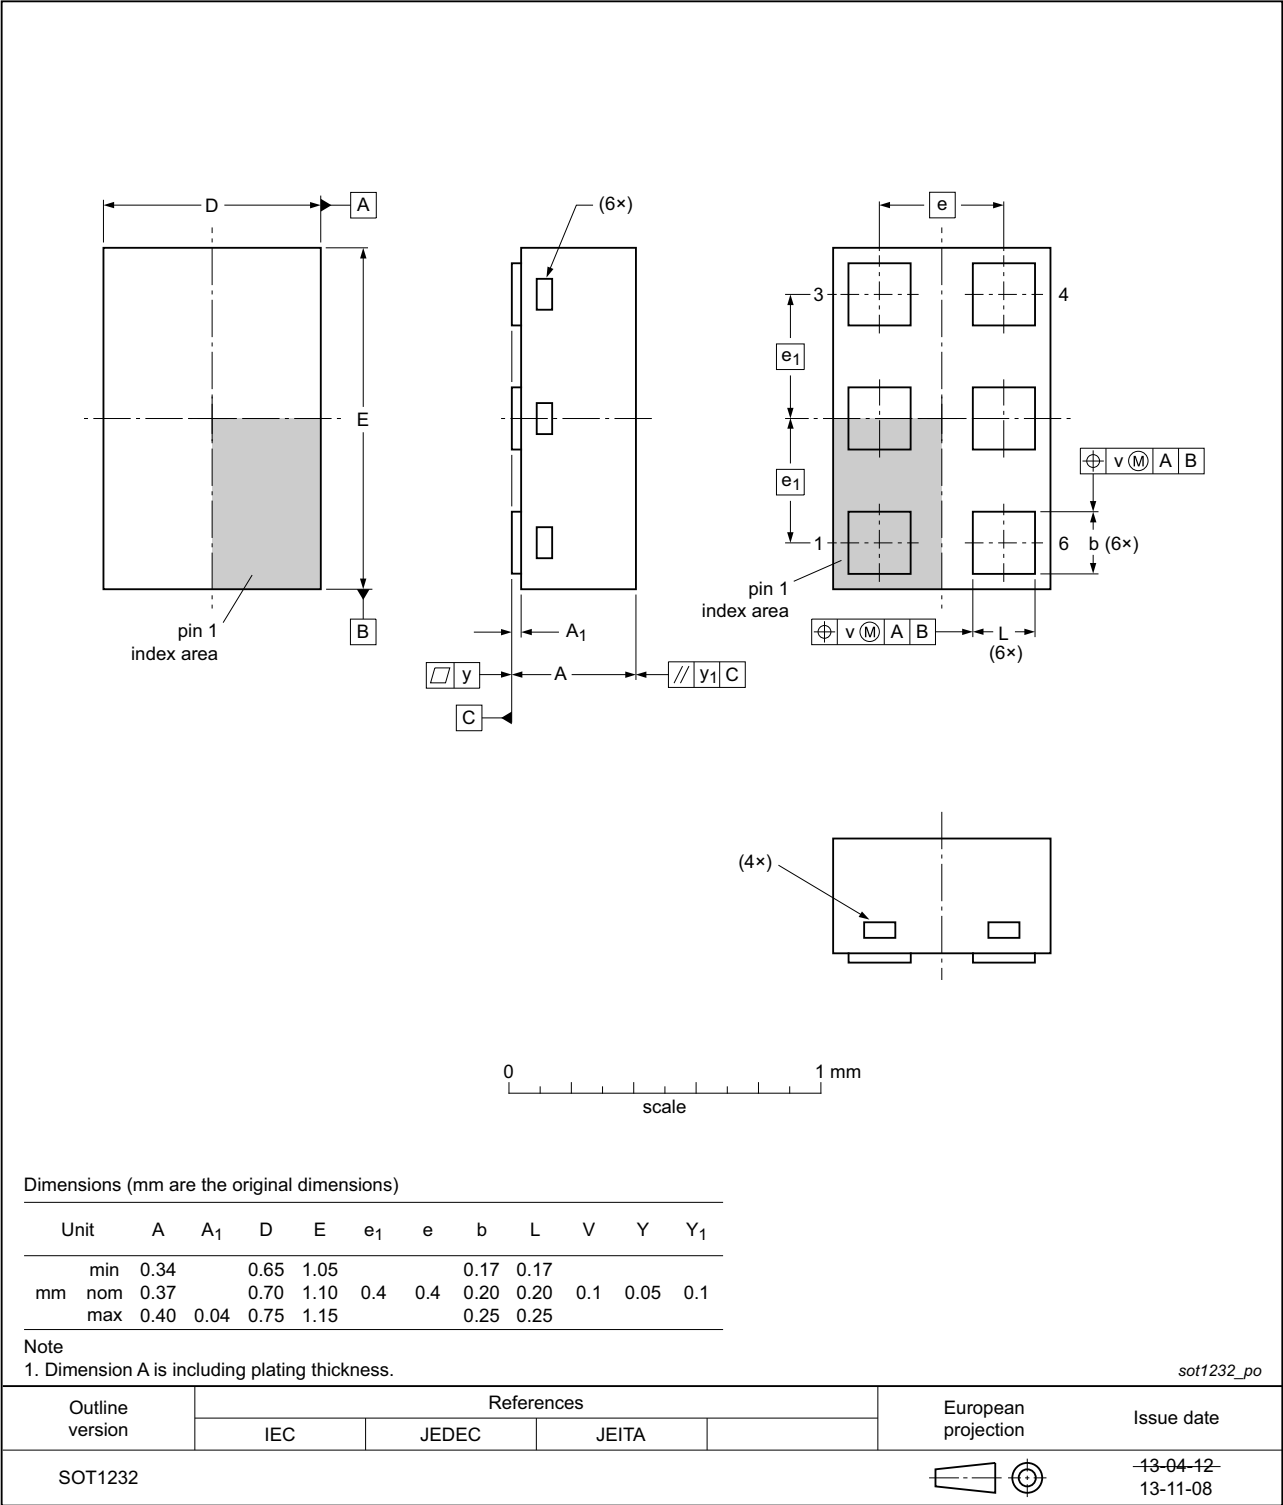 D
A
(6×)
e
3
4
e1
E
e1
v M A B
1
6
b (6×)
pin 1
index area
pin 1
index area
B
A1
v M A B
L
(6×)
y
A
// y1 C
C
(4×)
0 1 mm
scale
Dimensions (mm are the original dimensions)
Unit A A1 D E e1 e b L V Y Y1
min 0.34 0.65 1.05 0.17 0.17
mm nom 0.37 0.70 1.10 0.4 0.4 0.20 0.20 0.1 0.05 0.1
max 0.40 0.04 0.75 1.15 0.25 0.25
Note
1. Dimension A is including plating thickness.
sot1232_po
Outline
version
References
IEC JEDEC JEITA
European
projection
Issue date
SOT1232
13-04-12
13-11-08